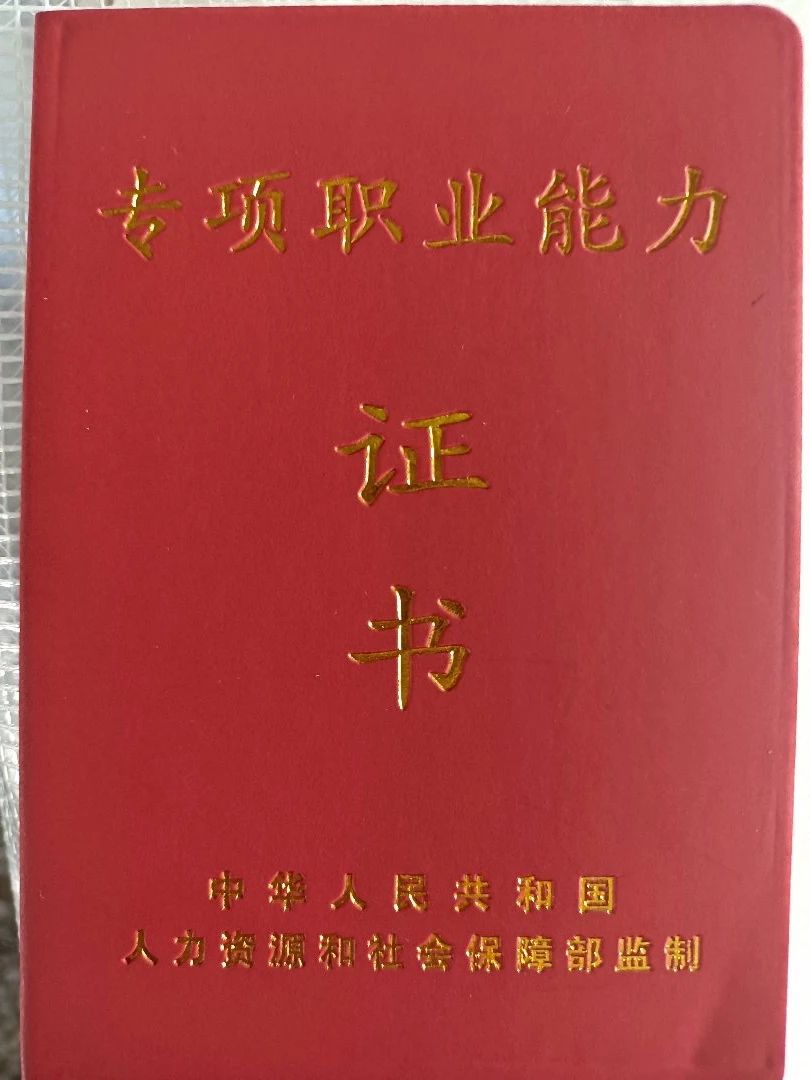 专项职业能力
证
书
中华人民共和国
人力资源和社会保障部监制